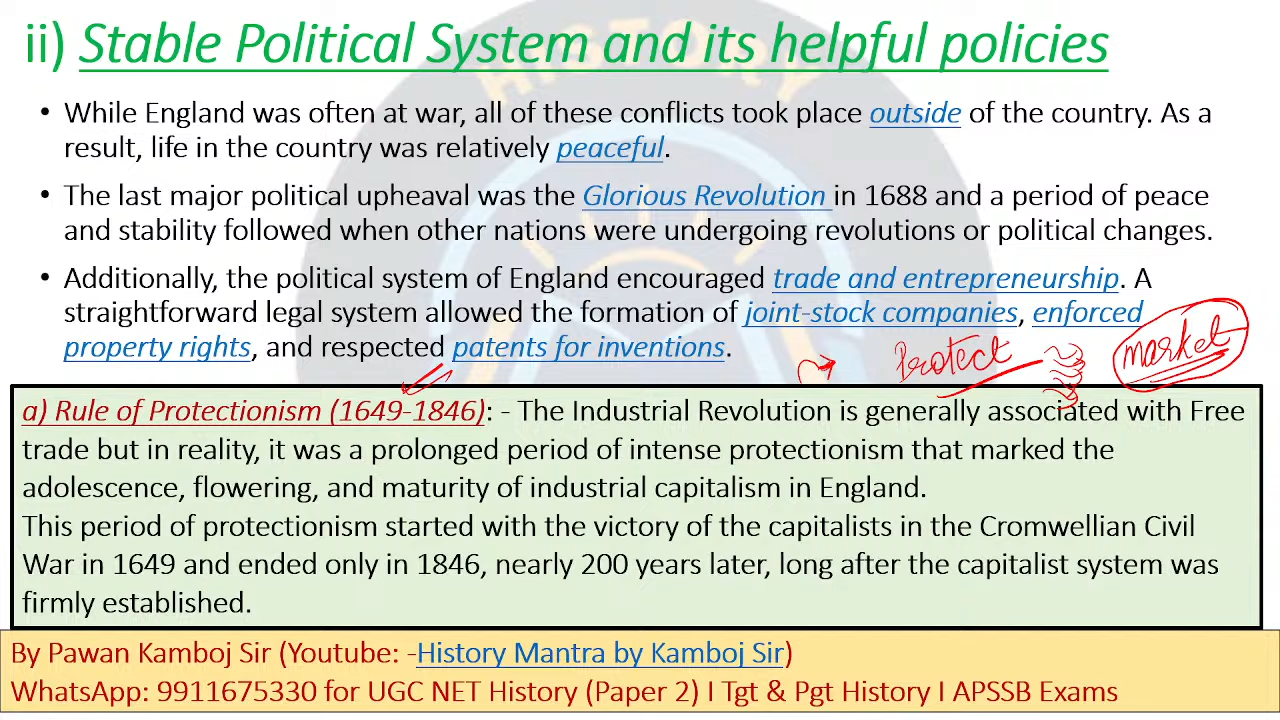 ii) Stable Political System and its helpful policies
• While England was often at war, all of these conflicts took place outside of the country. As a
result, life in the country was relatively peaceful.
• The last major political upheaval was the Glorious Revolution in 1688 and a period of peace
and stability followed when other nations were undergoing revolutions or political changes.
• Additionally, the political system of England encouraged trade and entrepreneurship. A
straightforward legal system allowed the formation of joint-stock companies, enforced
property rights, and respected patents for inventions.
Protect
market
a) Rule of Protectionism (1649-1846): - The Industrial Revolution is generally associated with Free
trade but in reality, it was a prolonged period of intense protectionism that marked the
adolescence, flowering, and maturity of industrial capitalism in England.
This period of protectionism started with the victory of the capitalists in the Cromwellian Civil
War in 1649 and ended only in 1846, nearly 200 years later, long after the capitalist system was
firmly established.
By Pawan Kamboj Sir (Youtube: -History Mantra by Kamboj Sir)
WhatsApp: 9911675330 for UGC NET History (Paper 2) I Tgt & Pgt History I APSSB Exams
HISTORY